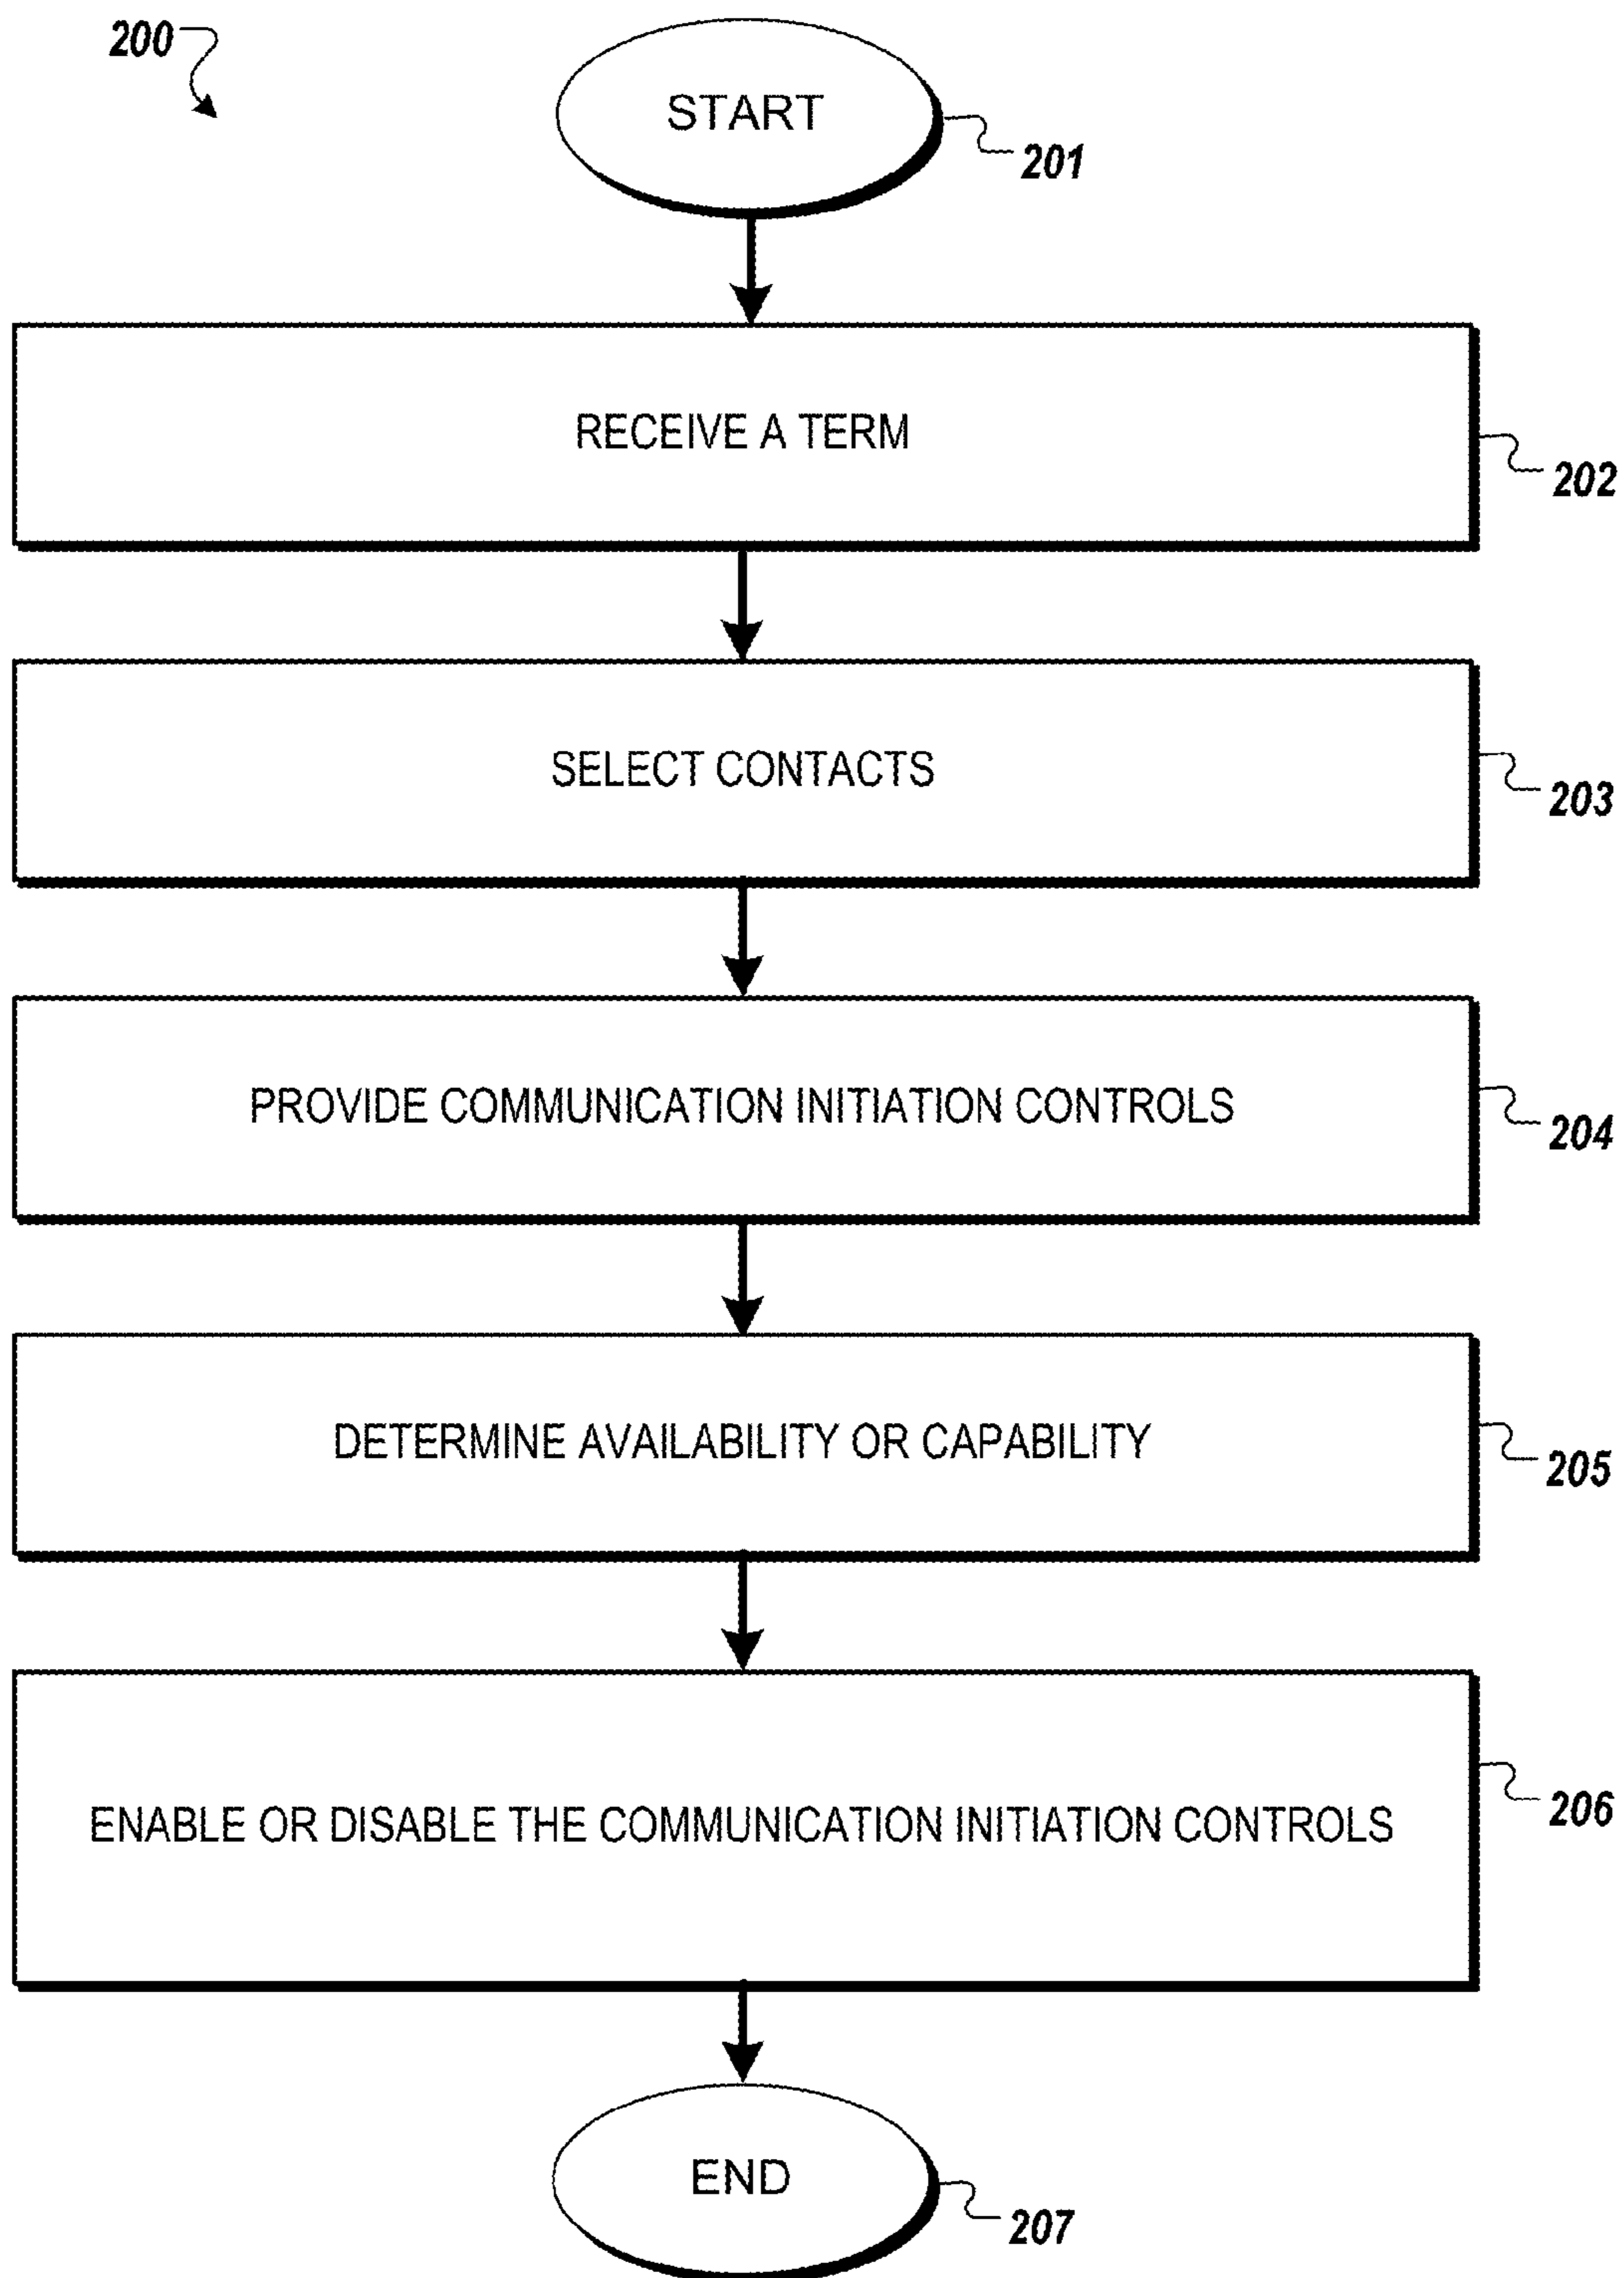 200
START
201
RECEIVE A TERM
202
SELECT CONTACTS
203
PROVIDE COMMUNICATION INITIATION CONTROLS
204
DETERMINE AVAILABILITY OR CAPABILITY
205
ENABLE OR DISABLE THE COMMUNICATION INITIATION CONTROLS
206
END
207